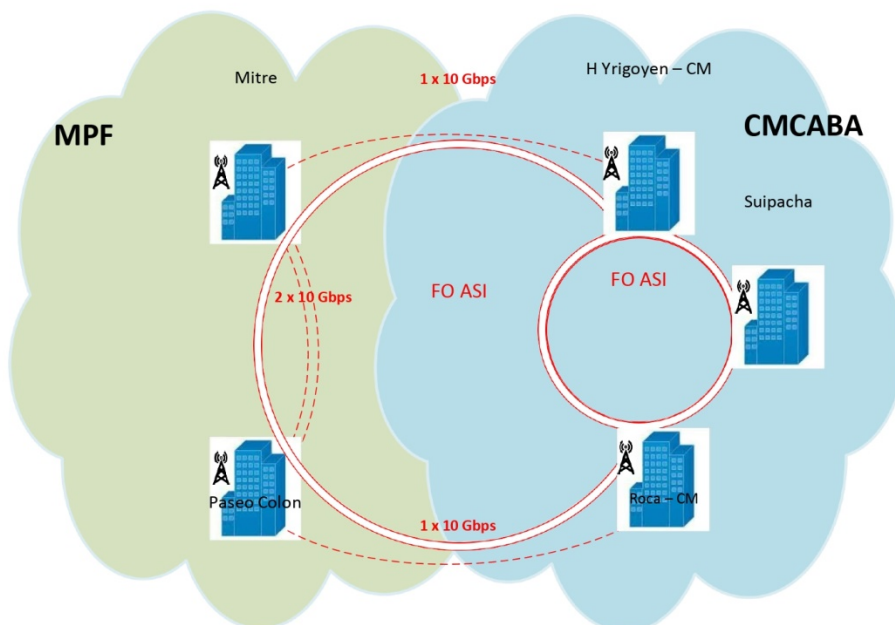 Mitre
1 x 10 Gbps
H Yrigoyen – CM
MPF
CMCABA
Suipacha
2 x 10 Gbps
FO ASI
FO ASI
Paseo Colon
Roca – CM
1 x 10 Gbps